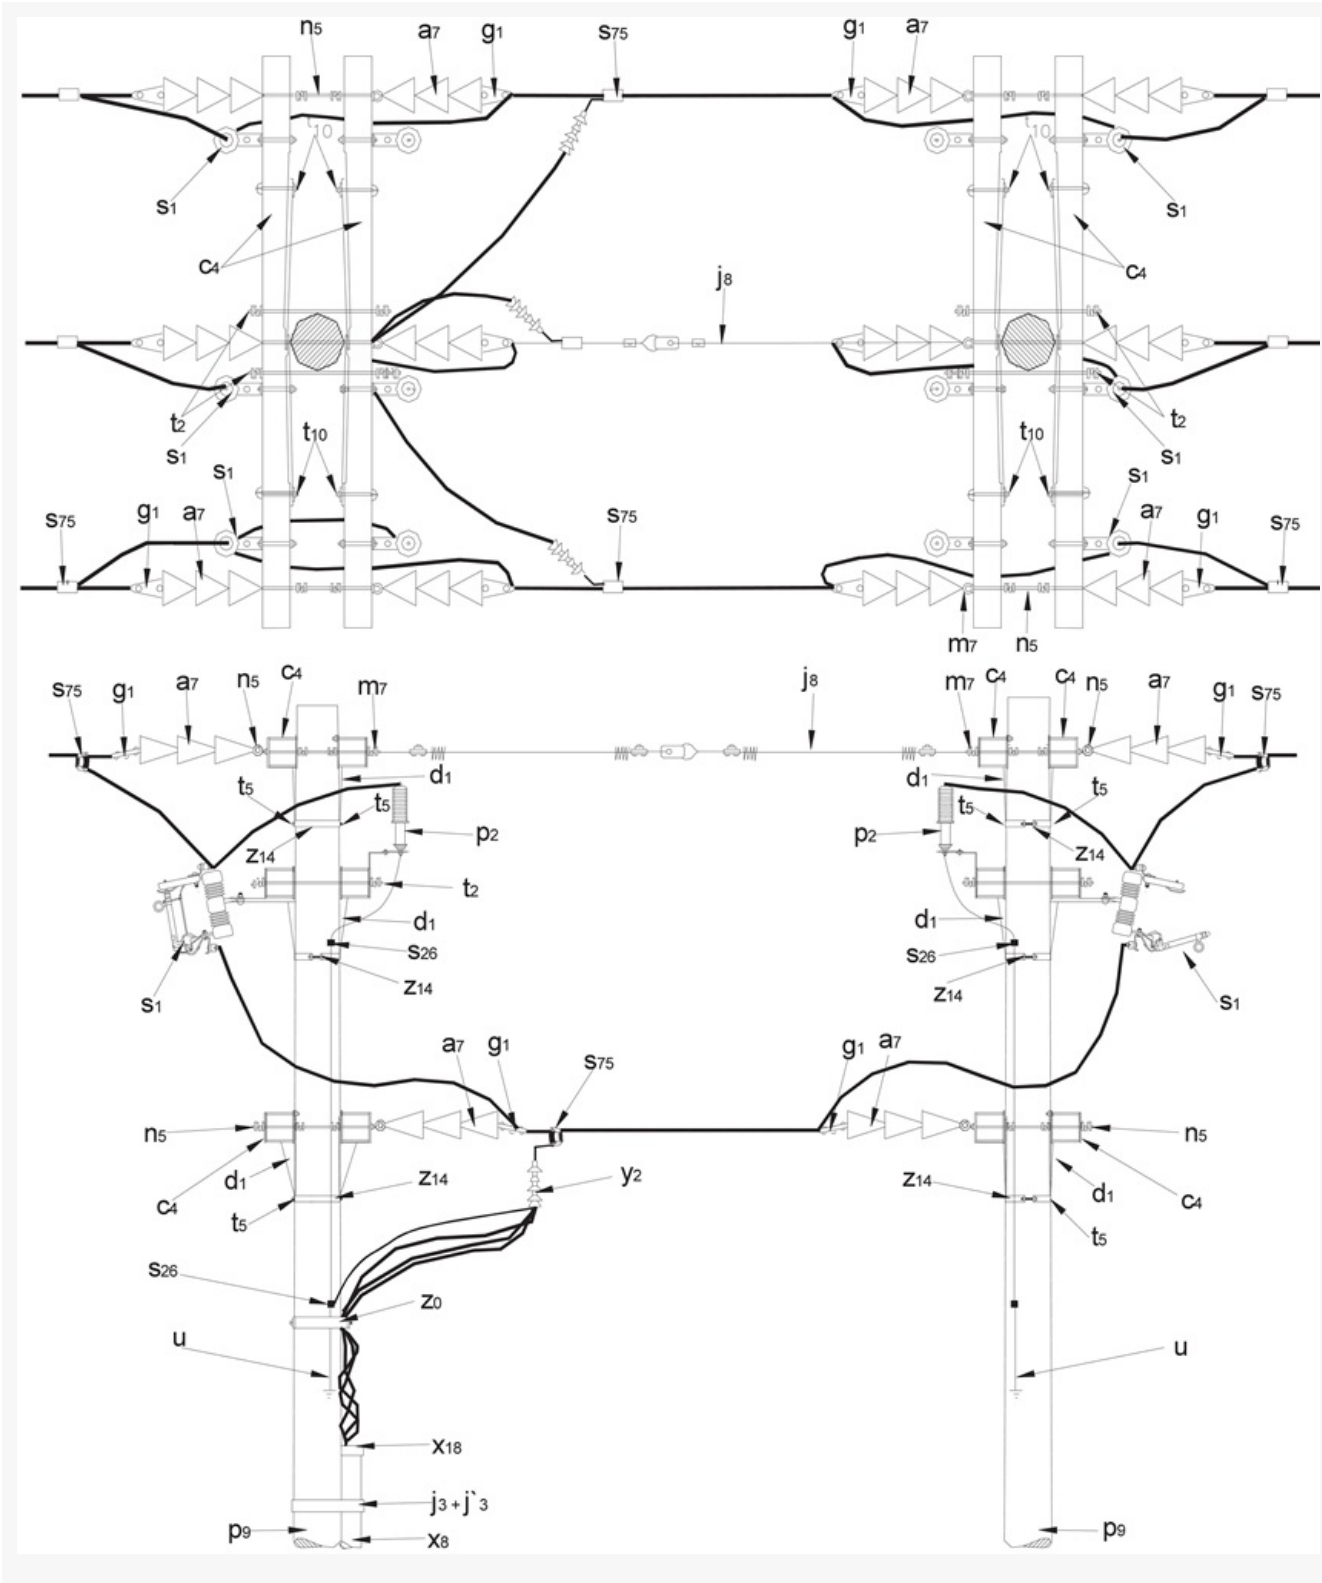 n5 a7 g1 s75 g1 a7
t10 t10
s1 s1
c4 j8 c4
t2 t10 t10 t2
s1 s1
s1 s1
s75 g1 a7 s75 a7 g1 s75
m7 n5
s75 g1 a7 n5 c4 m7 j8 m7 c4 c4 n5 a7 g1 s75
d1 d1
t5 t5 t5 t5
z14 p2 p2 z14
t2
d1 d1
s26 s26
z14 z14
s1 s1
a7 g1 s75 g1 a7
n5 n5
d1 z14 y2 z14 d1
c4 c4
t5 t5
s26
z0
u u
x18
j3 + j`3
p9 x8 p9